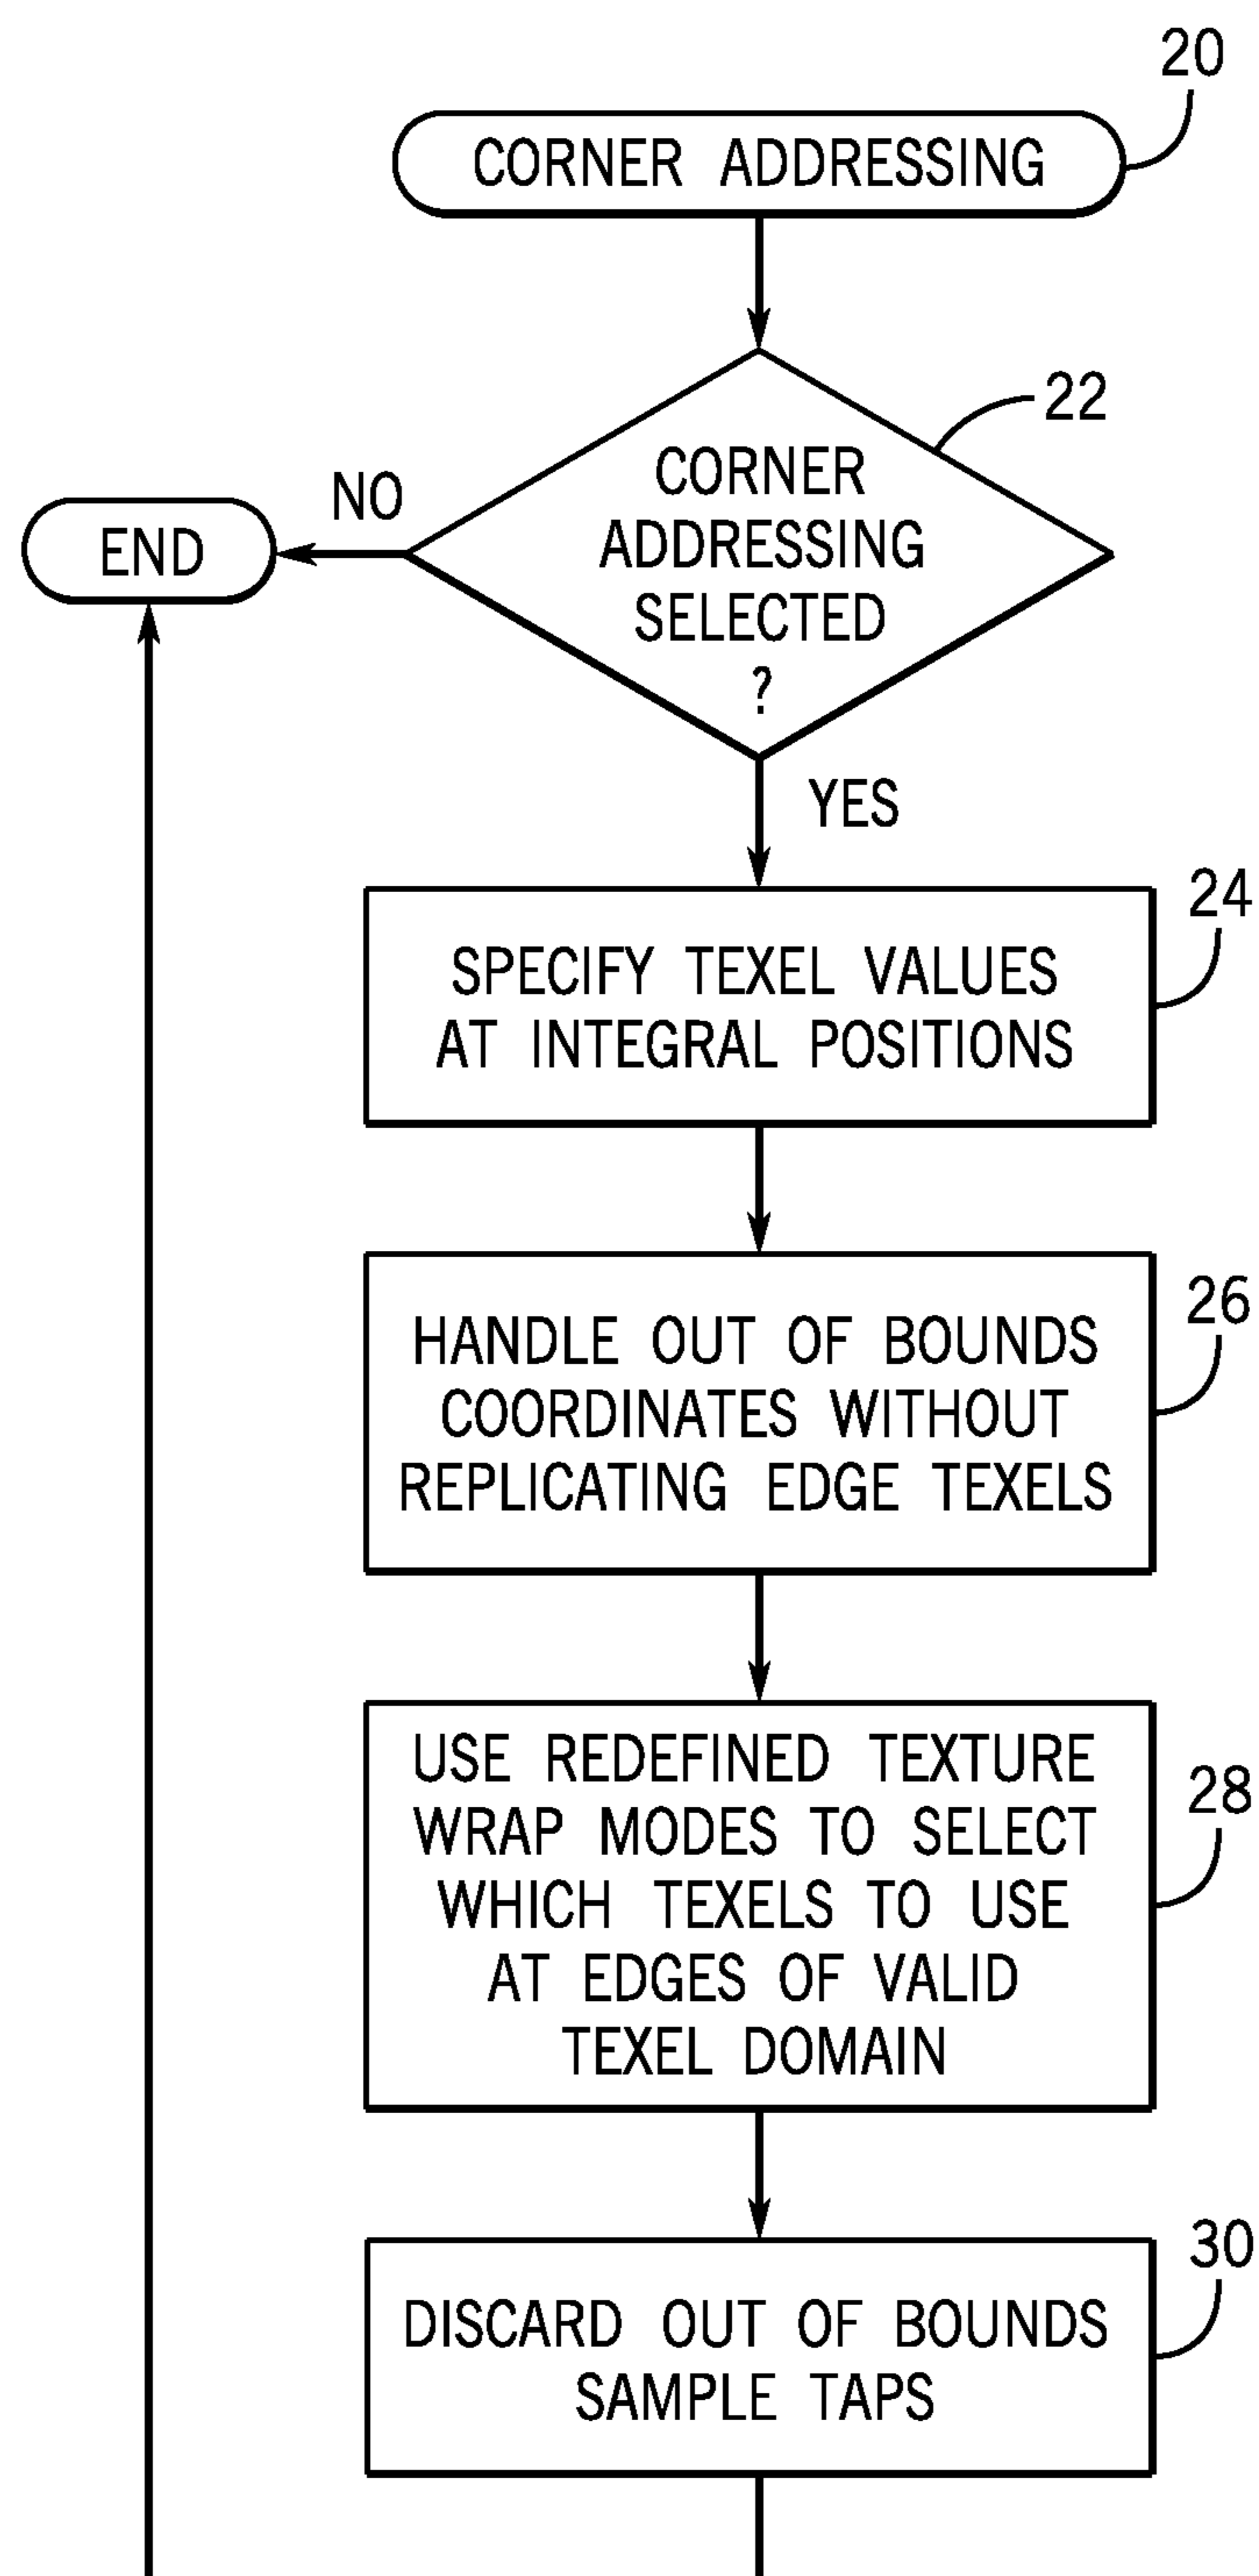 20
CORNER ADDRESSING
22
CORNER
ADDRESSING
SELECTED
?
NO
END
YES
24
SPECIFY TEXEL VALUES
AT INTEGRAL POSITIONS
26
HANDLE OUT OF BOUNDS
COORDINATES WITHOUT
REPLICATING EDGE TEXELS
28
USE REDEFINED TEXTURE
WRAP MODES TO SELECT
WHICH TEXELS TO USE
AT EDGES OF VALID
TEXEL DOMAIN
30
DISCARD OUT OF BOUNDS
SAMPLE TAPS